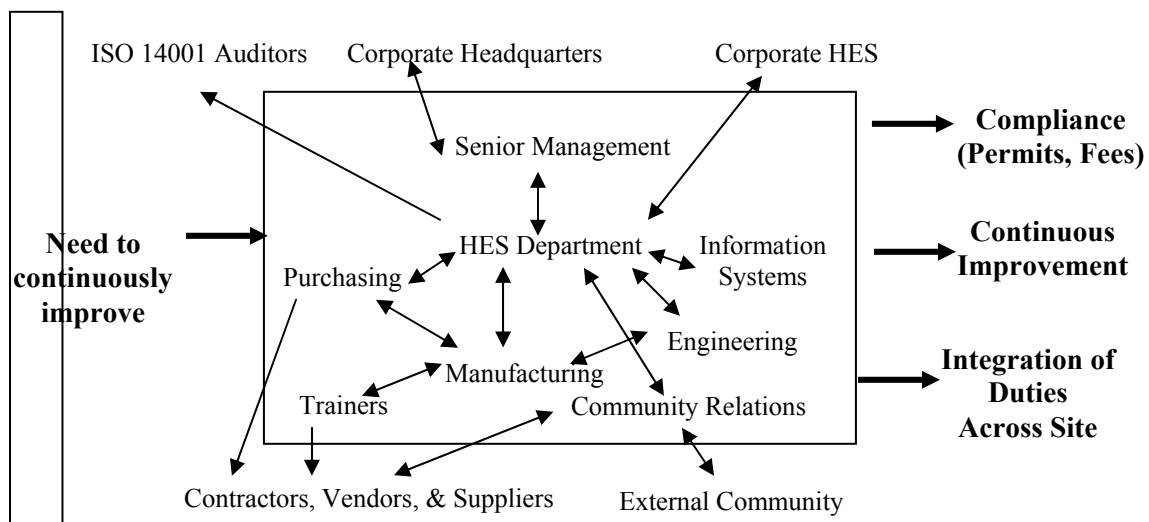 ISO 14001 Auditors
Corporate Headquarters
Corporate HES
Compliance
(Permits, Fees)
Senior Management
Need to
continuously
improve
HES Department
Information
Systems
Continuous
Improvement
Purchasing
Engineering
Manufacturing
Integration of
Duties
Across Site
Trainers
Community Relations
Contractors, Vendors, & Suppliers
External Community